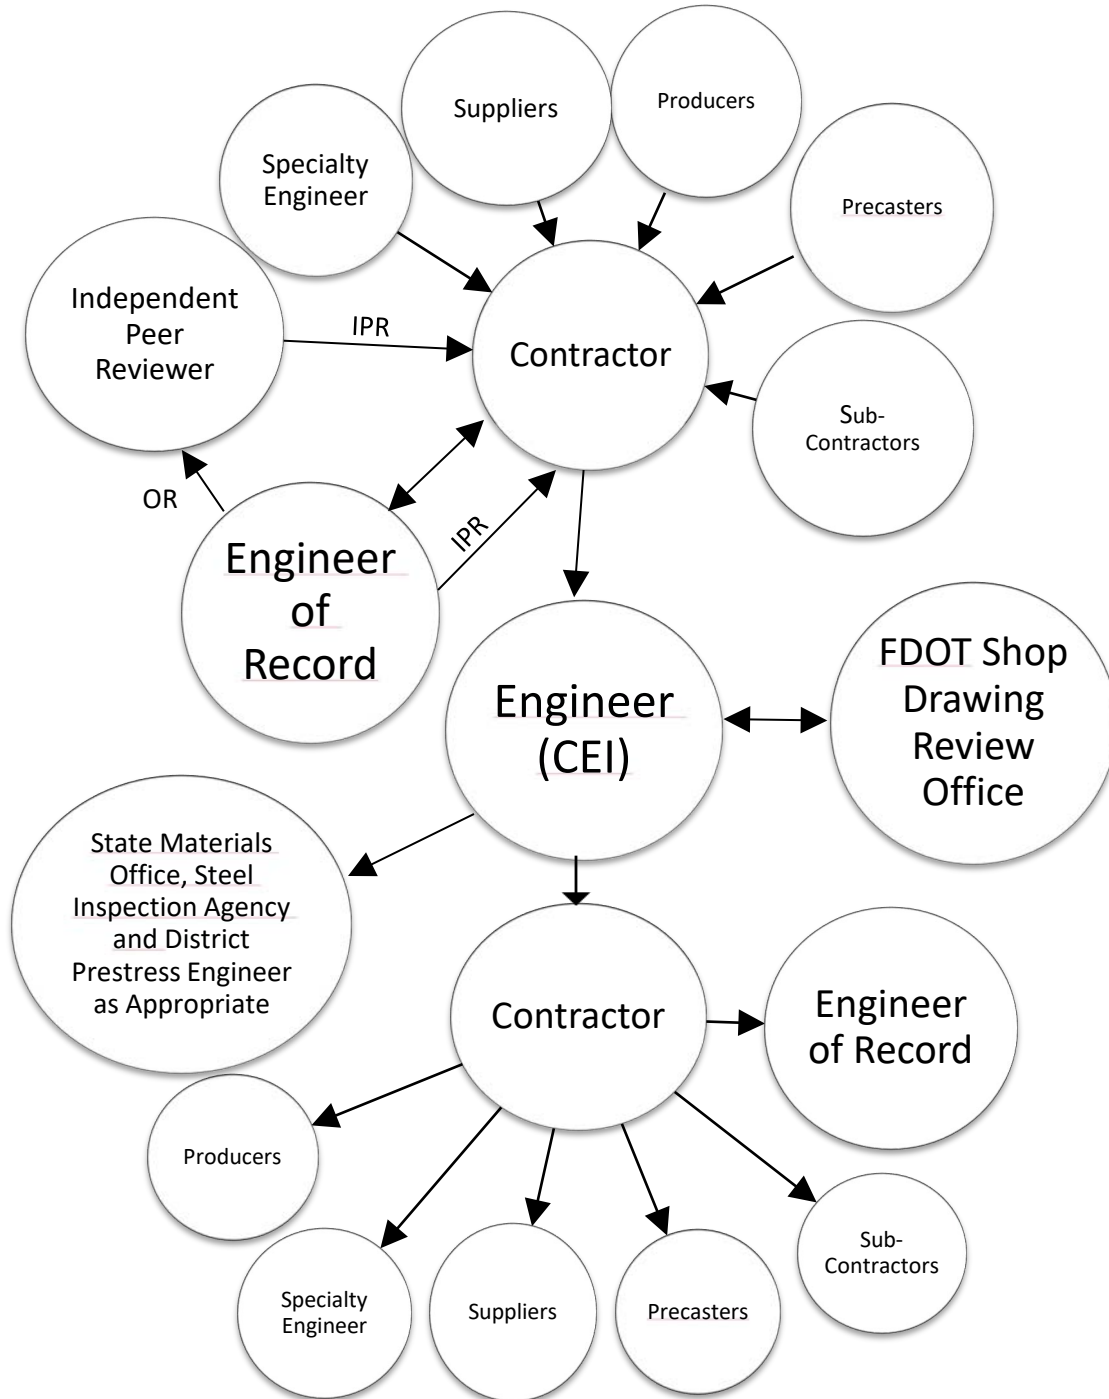 Suppliers
Producers
Specialty
Engineer
Precasters
Independent
Peer
Reviewer
IPR
Contractor
Sub-
Contractors
OR
Engineer
of
Record
IPR
Engineer
(CEI)
FDOT Shop
Drawing
Review
Office
State Materials
Office, Steel
Inspection Agency
and District
Prestress Engineer
as Appropriate
Contractor
Engineer
of Record
Producers
Specialty
Engineer
Suppliers
Precasters
Sub-
Contractors